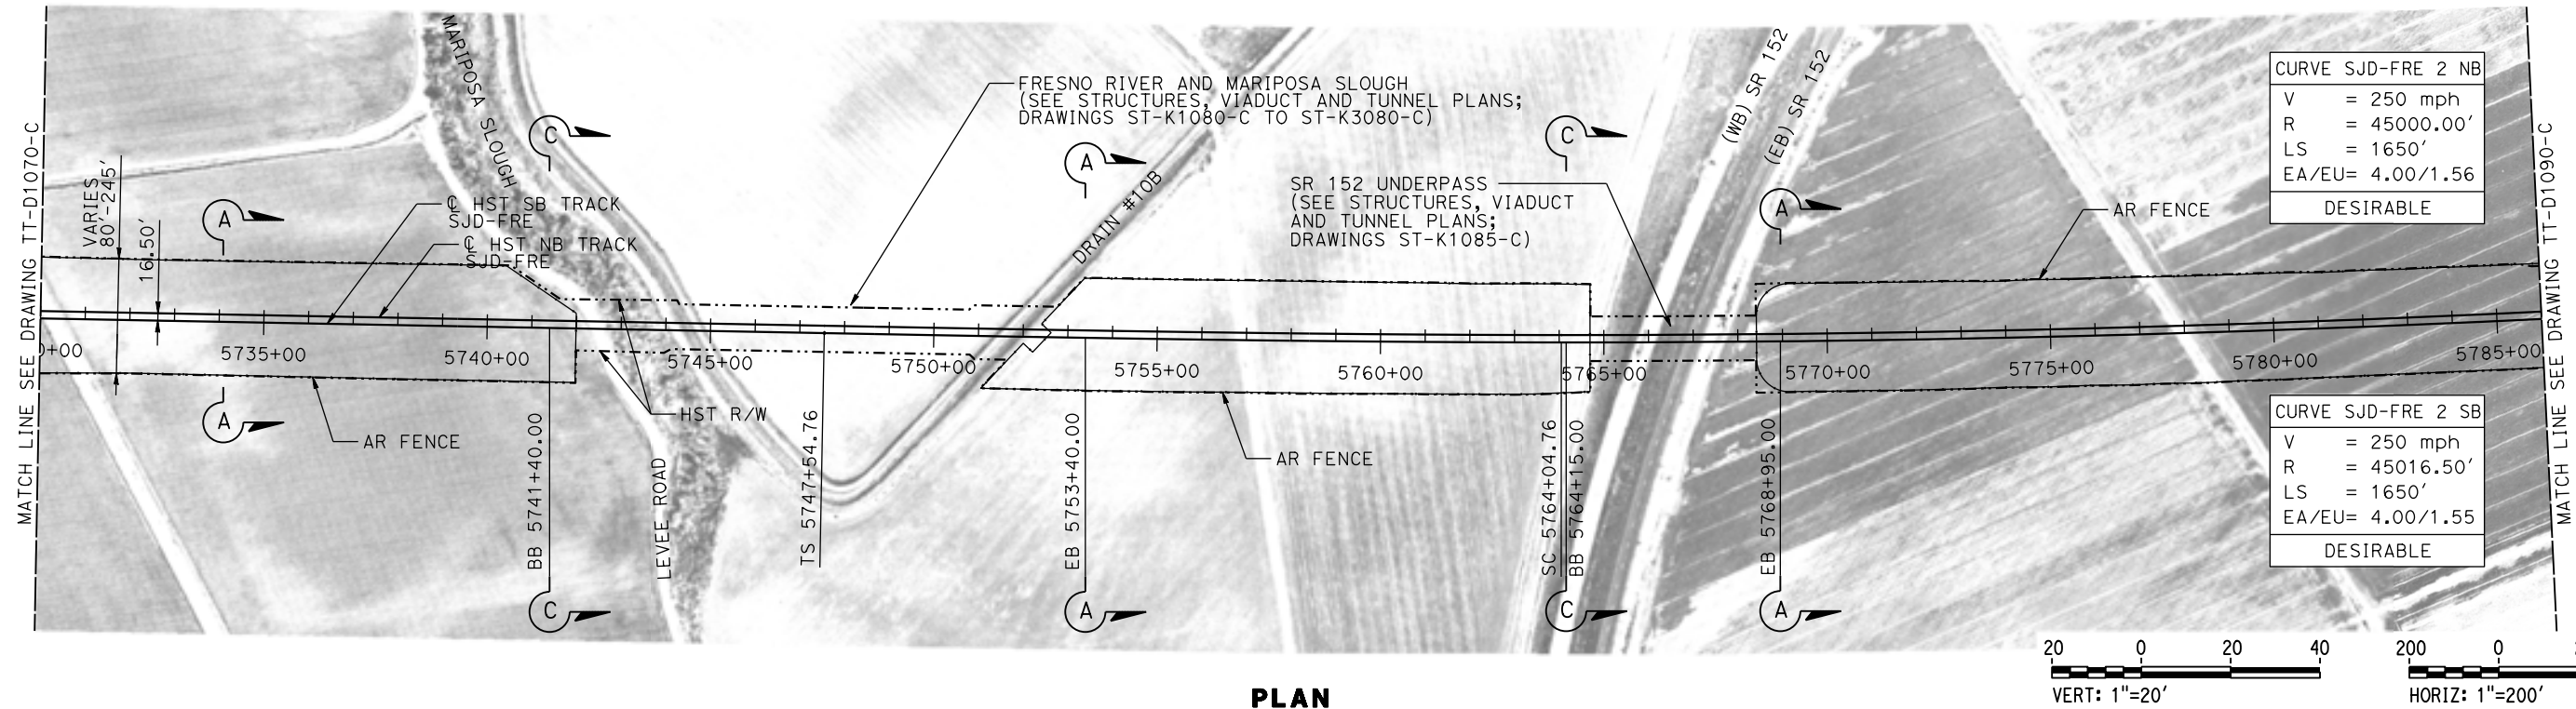 MATCH LINE SEE DRAWING TT-D1070-C
VARIES
80'-245'
16.50'
A
A
MARIPOSA SLOUGH
C
℄ HST SB TRACK
SJD-FRE
℄ HST NB TRACK
SJD-FRE
FRESNO RIVER AND MARIPOSA SLOUGH
(SEE STRUCTURES, VIADUCT AND TUNNEL PLANS;
DRAWINGS ST-K1080-C TO ST-K3080-C)
A
DRAIN #10B
C
SR 152 UNDERPASS
(SEE STRUCTURES, VIADUCT
AND TUNNEL PLANS;
DRAWINGS ST-K1085-C)
(WB) SR 152
(EB) SR 152
A
AR FENCE
CURVE SJD-FRE 2 NB
V = 250 mph
R = 45000.00'
LS = 1650'
EA/EU= 4.00/1.56
DESIRABLE
MATCH LINE SEE DRAWING TT-D1090-C
0+00
5735+00
5740+00
5745+00
5750+00
5755+00
5760+00
5765+00
5770+00
5775+00
5780+00
5785+00
AR FENCE
HST R/W
AR FENCE
BB 5741+40.00
LEVEE ROAD
TS 5747+54.76
EB 5753+40.00
SC 5764+04.76
BB 5764+15.00
EB 5768+95.00
C
A
C
A
CURVE SJD-FRE 2 SB
V = 250 mph
R = 45016.50'
LS = 1650'
EA/EU= 4.00/1.55
DESIRABLE
PLAN
20 0 20 40
VERT: 1"=20'
200 0
HORIZ: 1"=200'